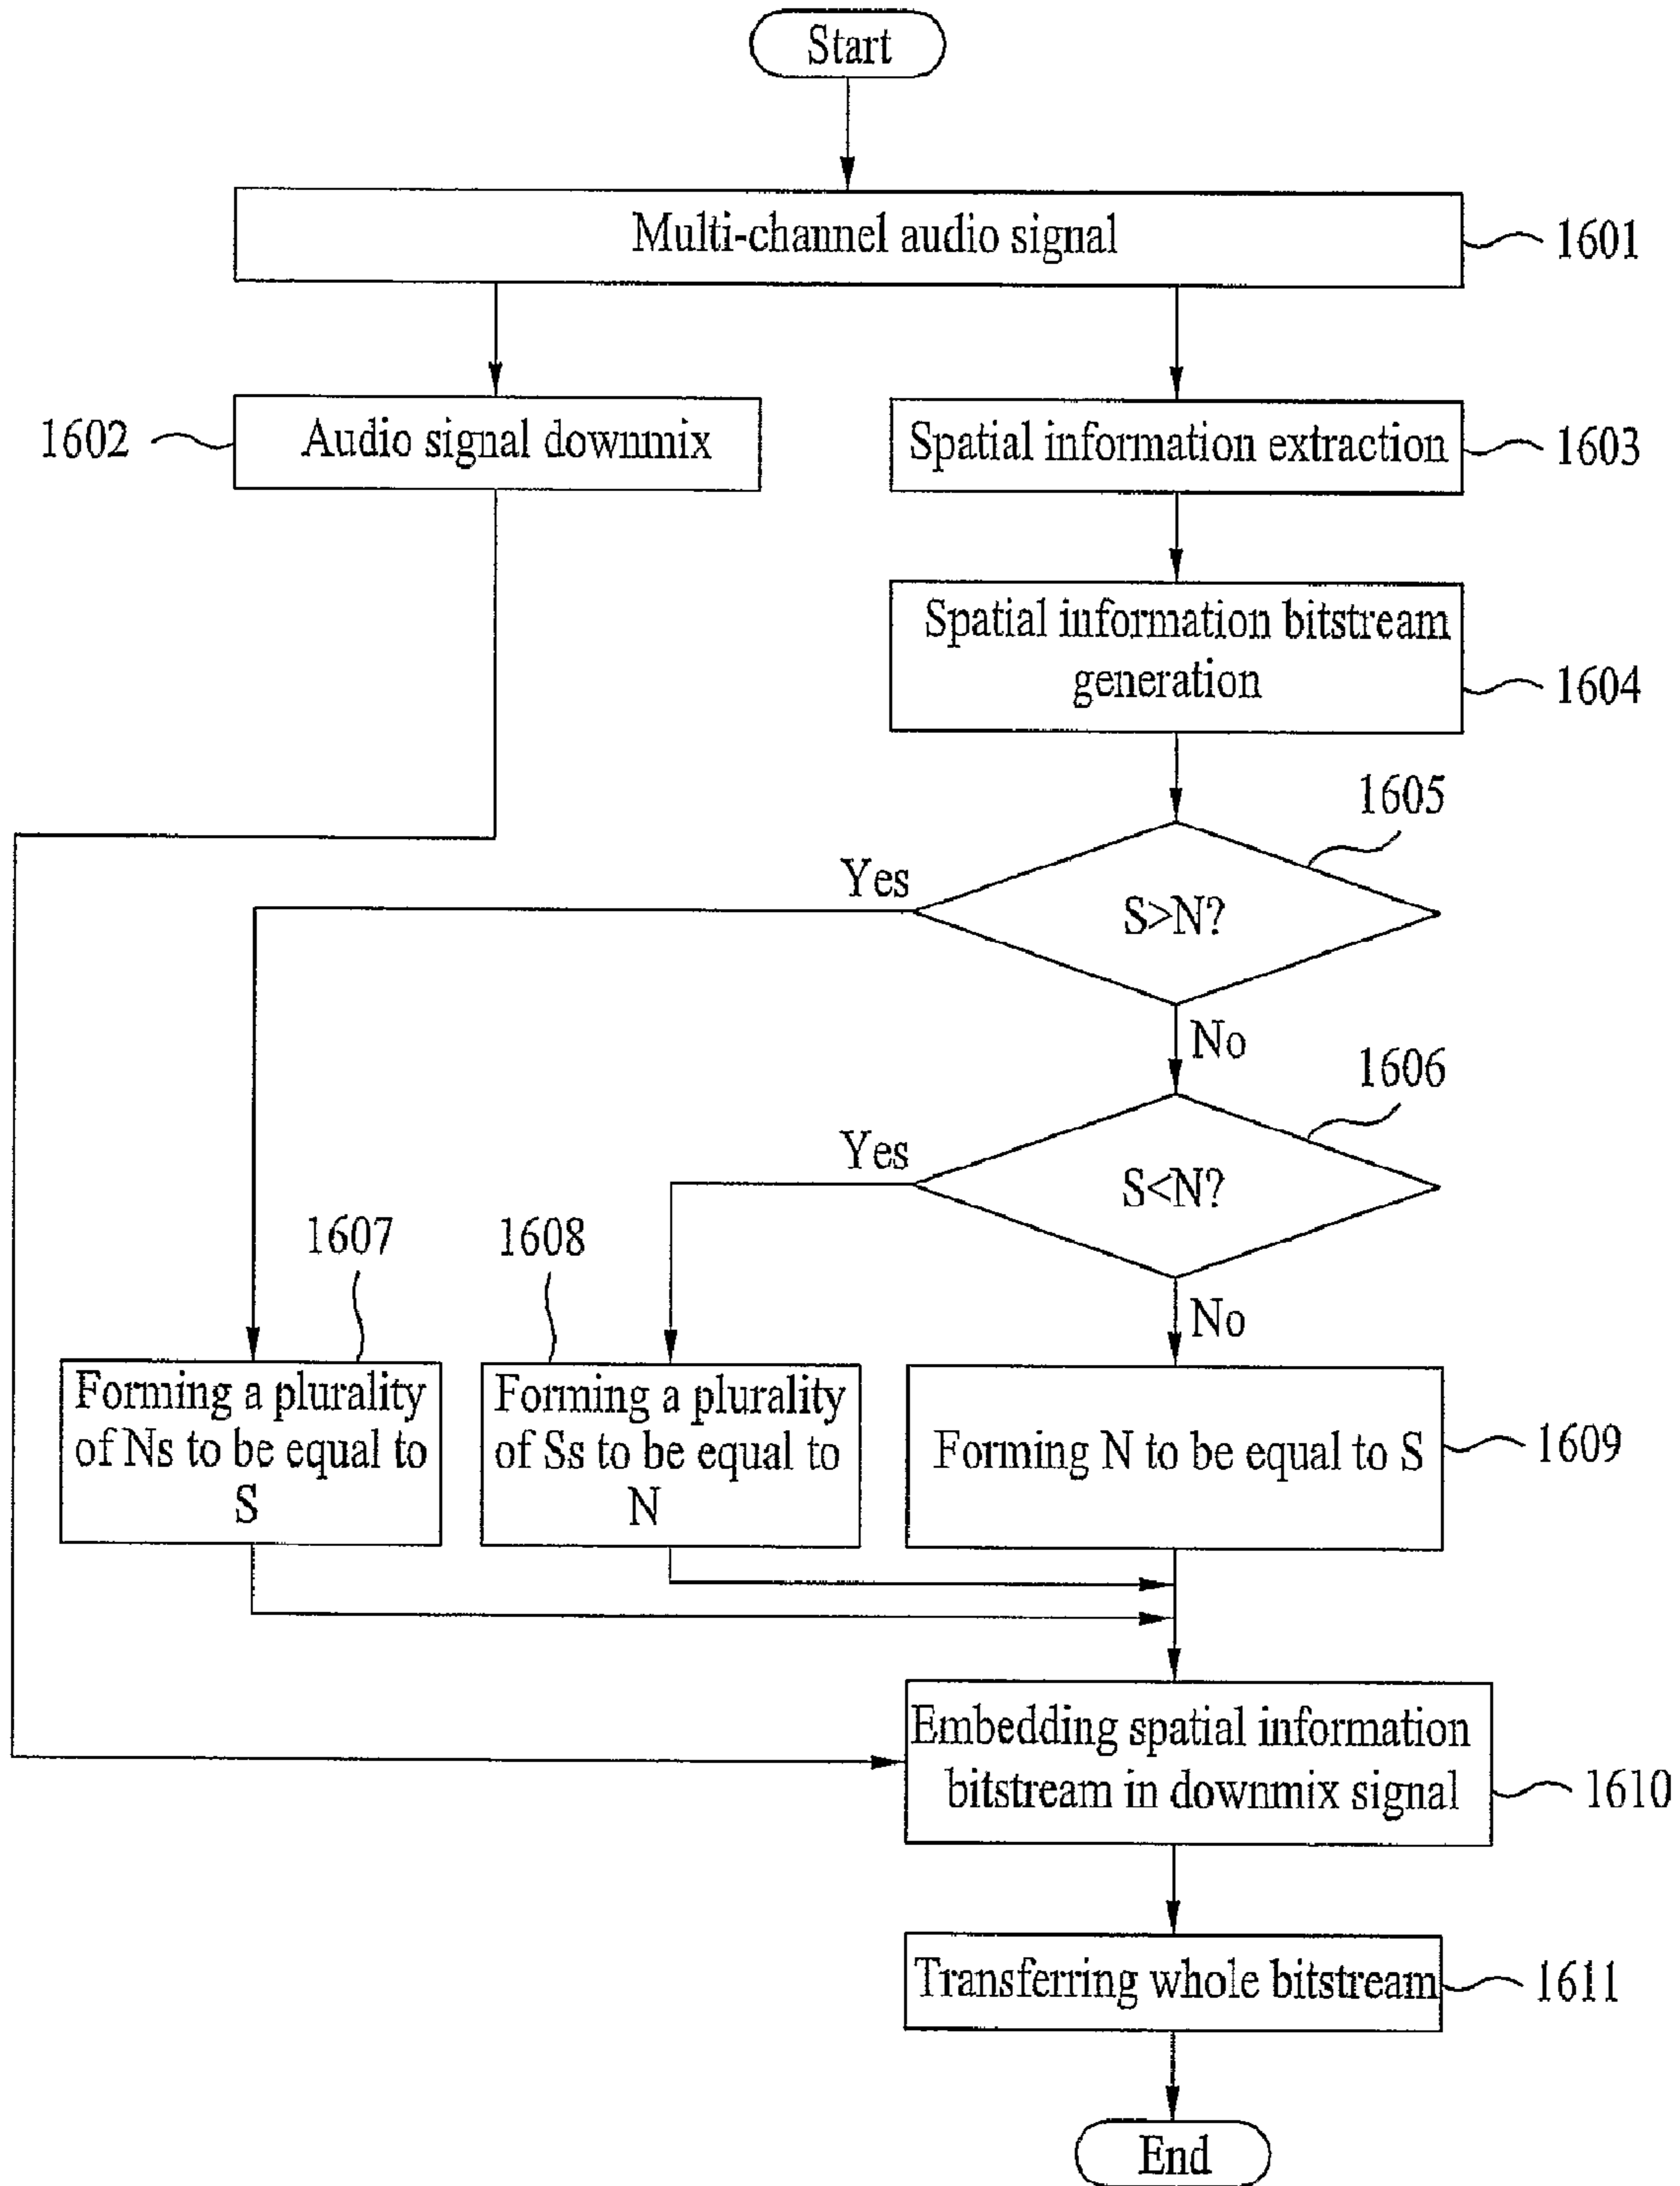 Start
Multi-channel audio signal
1601
1602
Audio signal downmix
Spatial information extraction
1603
Spatial information bitstream
generation
1604
1605
Yes
S>N?
No
1606
Yes
S<N?
No
1607
1608
Forming a plurality
of Ns to be equal to
S
Forming a plurality
of Ss to be equal to
N
Forming N to be equal to S
1609
Embedding spatial information
bitstream in downmix signal
1610
Transferring whole bitstream
1611
End